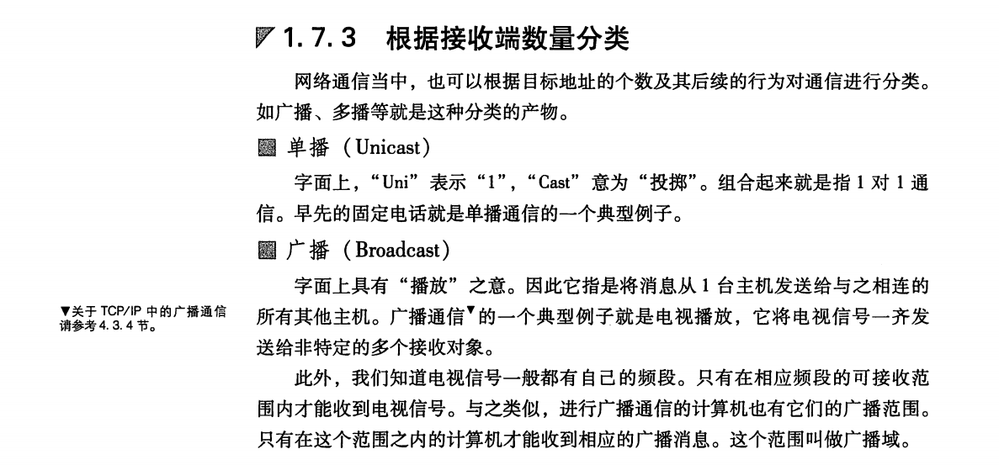 1.7.3 根据接收端数量分类
网络通信当中，也可以根据目标地址的个数及其后续的行为对通信进行分类。
如广播、多播等就是这种分类的产物。
单播（Unicast）
字面上，“Uni”表示“1”，“Cast”意为“投掷”。组合起来就是指1对1通
信。早先的固定电话就是单播通信的一个典型例子。
广播（Broadcast）
字面上具有“播放”之意。因此它指是将消息从1台主机发送给与之相连的
▼关于 TCP/IP 中的广播通信
请参考4.3.4节。
所有其他主机。广播通信▼的一个典型例子就是电视播放，它将电视信号一齐发
送给非特定的多个接收对象。
此外，我们知道电视信号一般都有自己的频段。只有在相应频段的可接收范
围内才能收到电视信号。与之类似，进行广播通信的计算机也有它们的广播范围。
只有在这个范围之内的计算机才能收到相应的广播消息。这个范围叫做广播域。